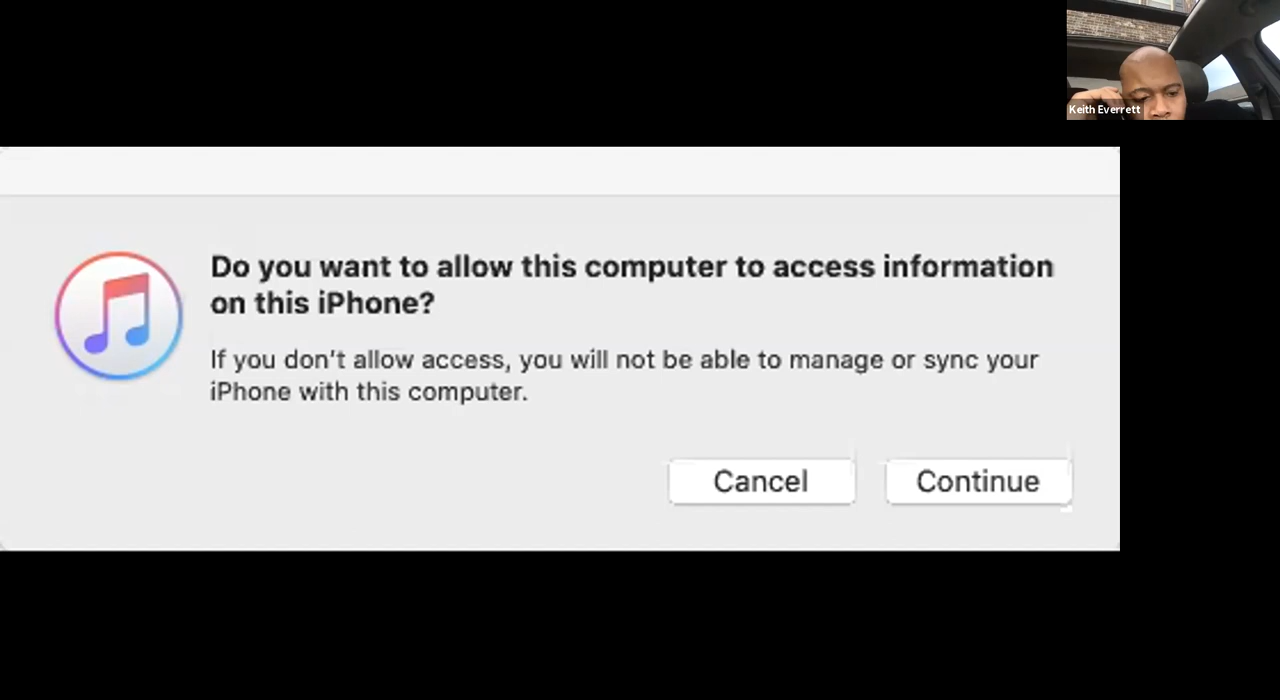 Keith Everrett
Do you want to allow this computer to access information
on this iPhone?
If you don't allow access, you will not be able to manage or sync your
iPhone with this computer.
Cancel
Continue